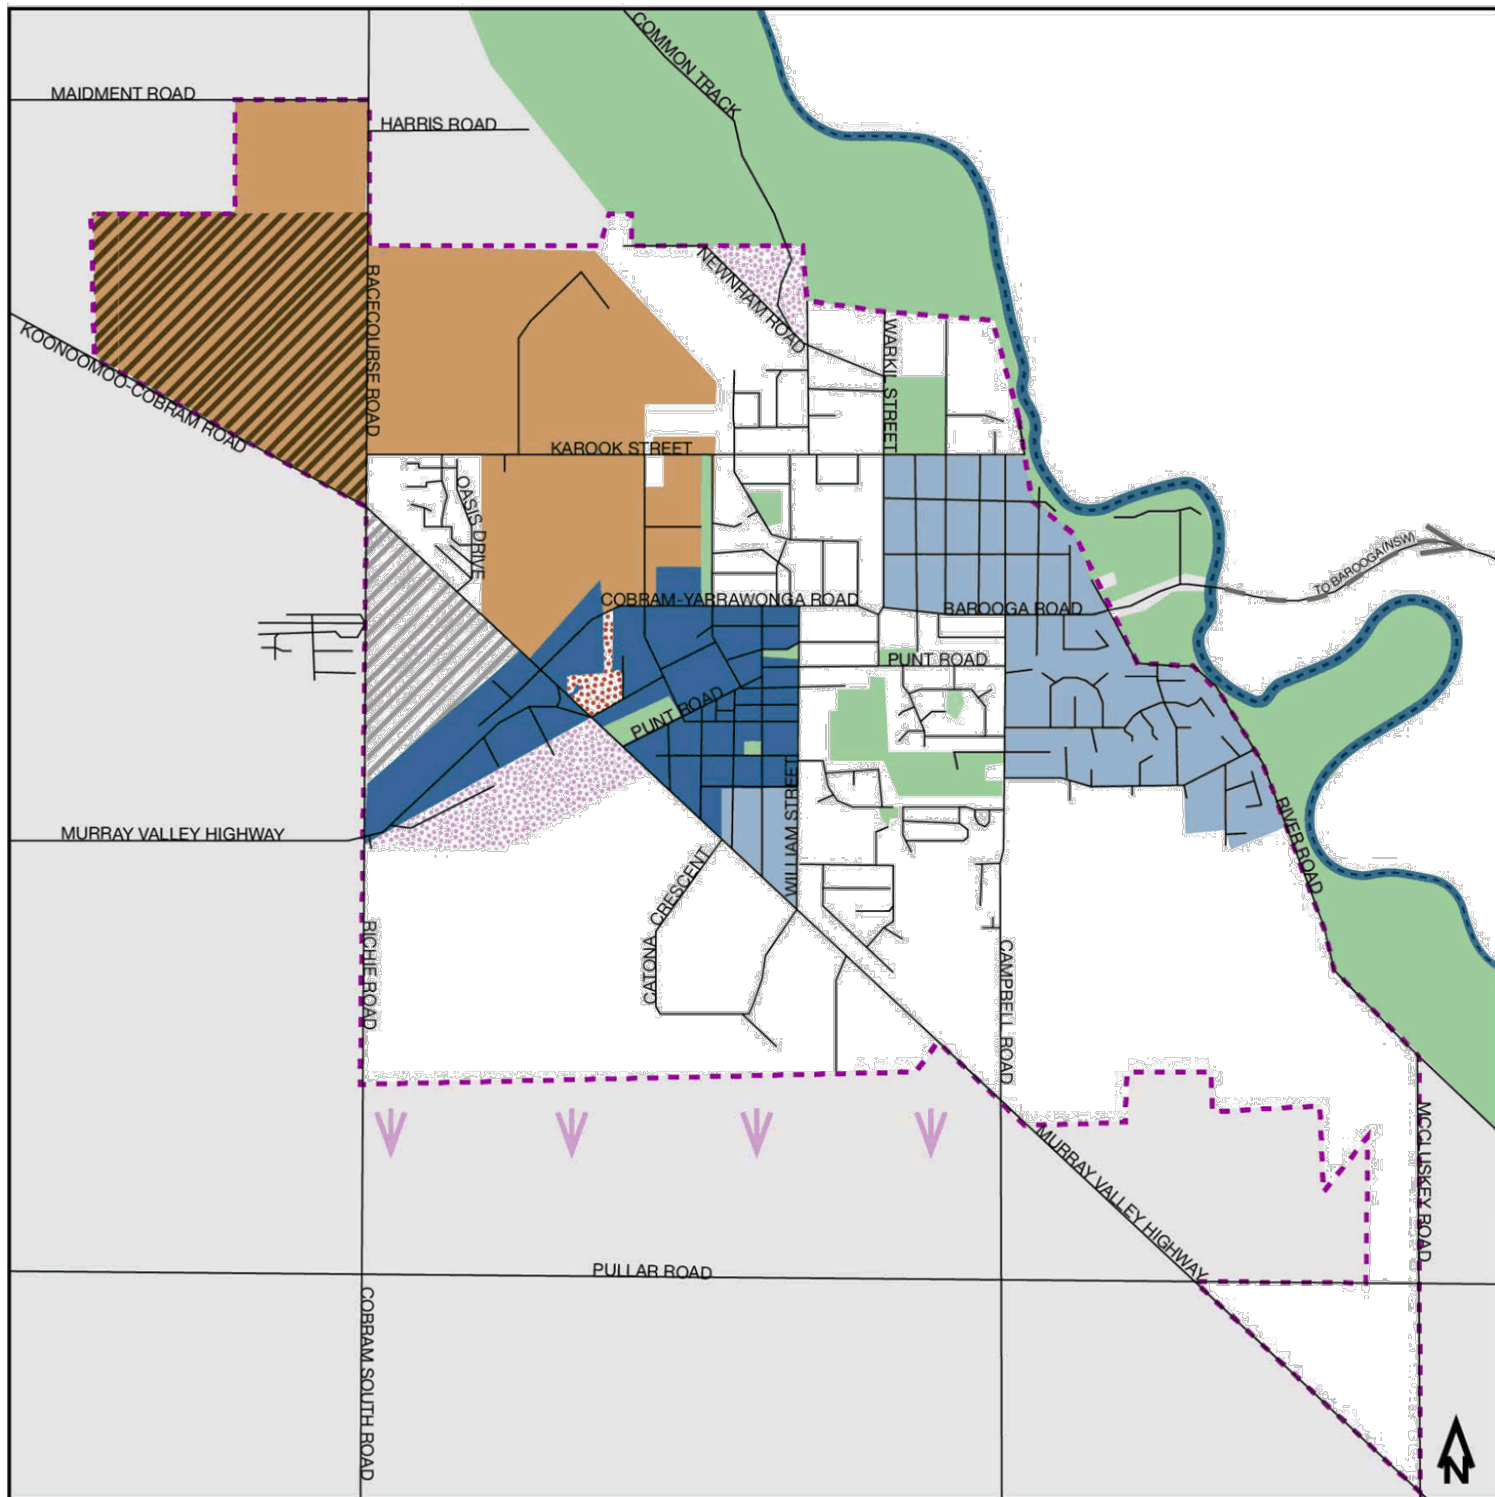 COMMON TRACK
MAIDMENT ROAD
HARRIS ROAD
NEWNHAM ROAD
RACECOURSE ROAD
WARKIL STREET
KOONOOMOO-COBRAM ROAD
KAROOK STREET
OASIS DRIVE
TO BAROOGA(NSW)
COBRAM-YARRAWONGA ROAD
BAROOGA ROAD
PUNT ROAD
PUNT ROAD
WILLIAM STREET
MURRAY VALLEY HIGHWAY
RIVER ROAD
CATONA CRESCENT
RICHIE ROAD
CAMPBELL ROAD
MURRAY VALLEY HIGHWAY
MCCLUSKEY ROAD
PULLAR ROAD
COBRAM SOUTH ROAD
N